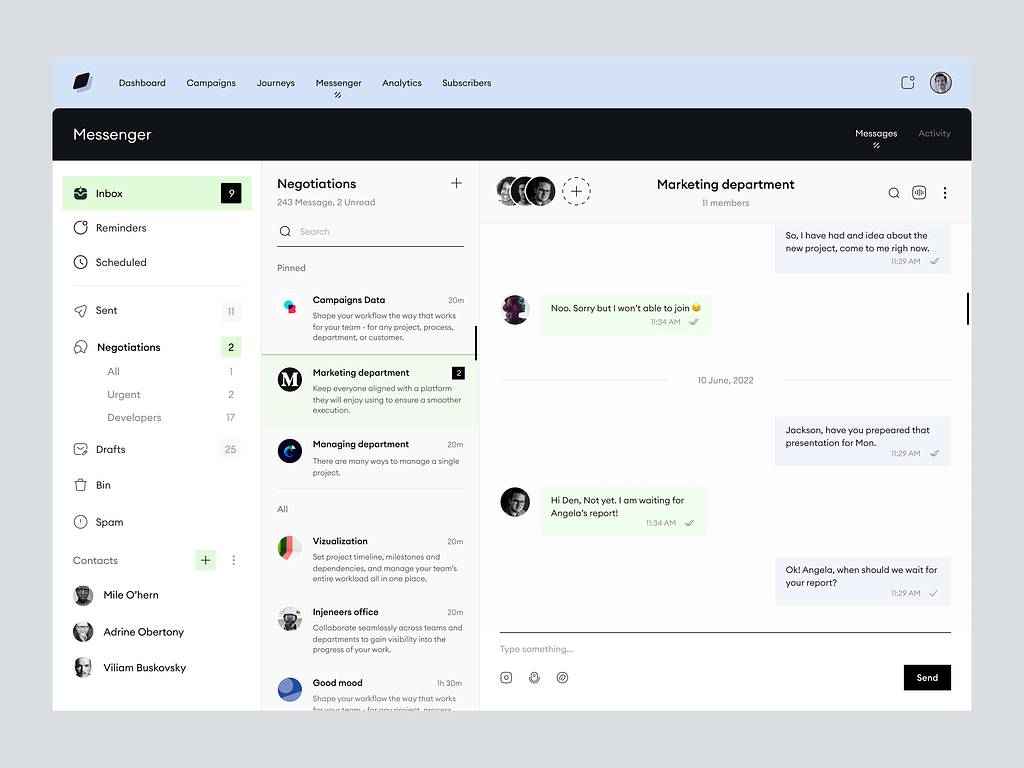 Dashboard
Campaigns
Journeys
Messenger
Analytics
Subscribers
Messenger
Messages
Activity
Inbox 9
Reminders
Scheduled
Sent 11
Negotiations 2
All 1
Urgent 2
Developers 17
Drafts 25
Bin
Spam
Contacts
Mile O'hern
Adrine Obertony
Viliam Buskovsky
Negotiations
243 Message, 2 Unread
Search
Pinned
Campaigns Data 20m
Shape your workflow the way that works
for your team - for any project, process,
department, or customer.
M
Marketing department 2
Keep everyone aligned with a platform
they will enjoy using to ensure a smoother
execution.
Managing department 20m
There are many ways to manage a single
project.
All
Vizualization 20m
Set project timeline, milestones and
dependencies, and manage your team's
entire workload all in one place.
Injeneers office 20m
Collaborate seamlessly across teams and
departments to gain visibility into the
progress of your work.
Good mood 1h 30m
Shape your workflow the way that works
for your team - for any project, process,
Marketing department
11 members
So, I have had and idea about the
new project, come to me righ now.
11:29 AM
Noo. Sorry but I won't able to join 😉
11:34 AM
10 June, 2022
Jackson, have you prepeared that
presentation for Mon.
11:29 AM
Hi Den, Not yet. I am waiting for
Angela's report!
11:34 AM
Ok! Angela, when should we wait for
your report?
11:29 AM
Type something...
Send